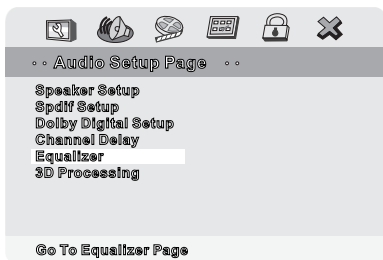 •• Audio Setup Page ••
Speaker Setup
Spdif Setup
Dolby Digital Setup
Channel Delay
Equalizer
3D Processing
Go To Equalizer Page